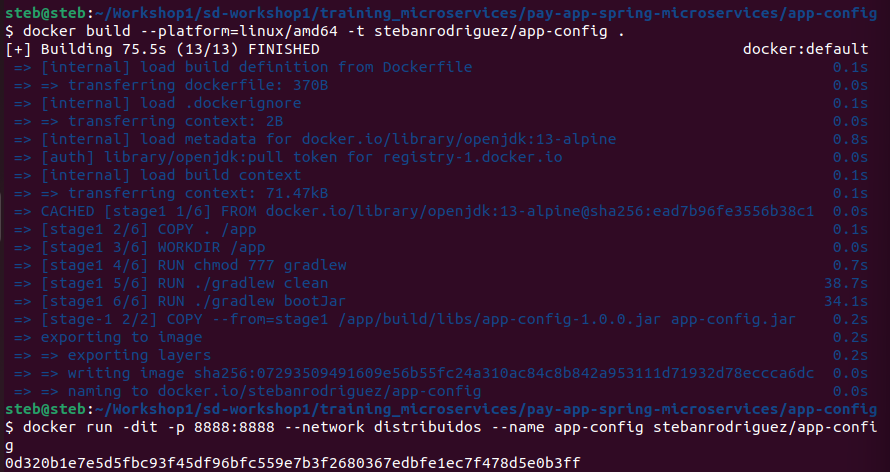 steb@steb:~/Workshop1/sd-workshop1/training_microservices/pay-app-spring-microservices/app-config
$ docker build --platform=linux/amd64 -t stebanrodriguez/app-config .
[+] Building 75.5s (13/13) FINISHED docker:default
=> [internal] load build definition from Dockerfile 0.1s
=> => transferring dockerfile: 370B 0.0s
=> [internal] load .dockerignore 0.1s
=> => transferring context: 2B 0.0s
=> [internal] load metadata for docker.io/library/openjdk:13-alpine 0.8s
=> [auth] library/openjdk:pull token for registry-1.docker.io 0.0s
=> [internal] load build context 0.1s
=> => transferring context: 71.47kB 0.1s
=> CACHED [stage1 1/6] FROM docker.io/library/openjdk:13-alpine@sha256:ead7b96fe3556b38c1 0.0s
=> [stage1 2/6] COPY . /app 0.1s
=> [stage1 3/6] WORKDIR /app 0.0s
=> [stage1 4/6] RUN chmod 777 gradlew 0.7s
=> [stage1 5/6] RUN ./gradlew clean 38.7s
=> [stage1 6/6] RUN ./gradlew bootJar 34.1s
=> [stage-1 2/2] COPY --from=stage1 /app/build/libs/app-config-1.0.0.jar app-config.jar 0.2s
=> exporting to image 0.2s
=> => exporting layers 0.2s
=> => writing image sha256:07293509491609e56b55fc24a310ac84c8b842a953111d71932d78eccca6dc 0.0s
=> => naming to docker.io/stebanrodriguez/app-config 0.0s
steb@steb:~/Workshop1/sd-workshop1/training_microservices/pay-app-spring-microservices/app-config
$ docker run -dit -p 8888:8888 --network distribuidos --name app-config stebanrodriguez/app-confi
g
0d320b1e7e5d5fbc93f45df96bfc559e7b3f2680367edbfe1ec7f478d5e0b3ff